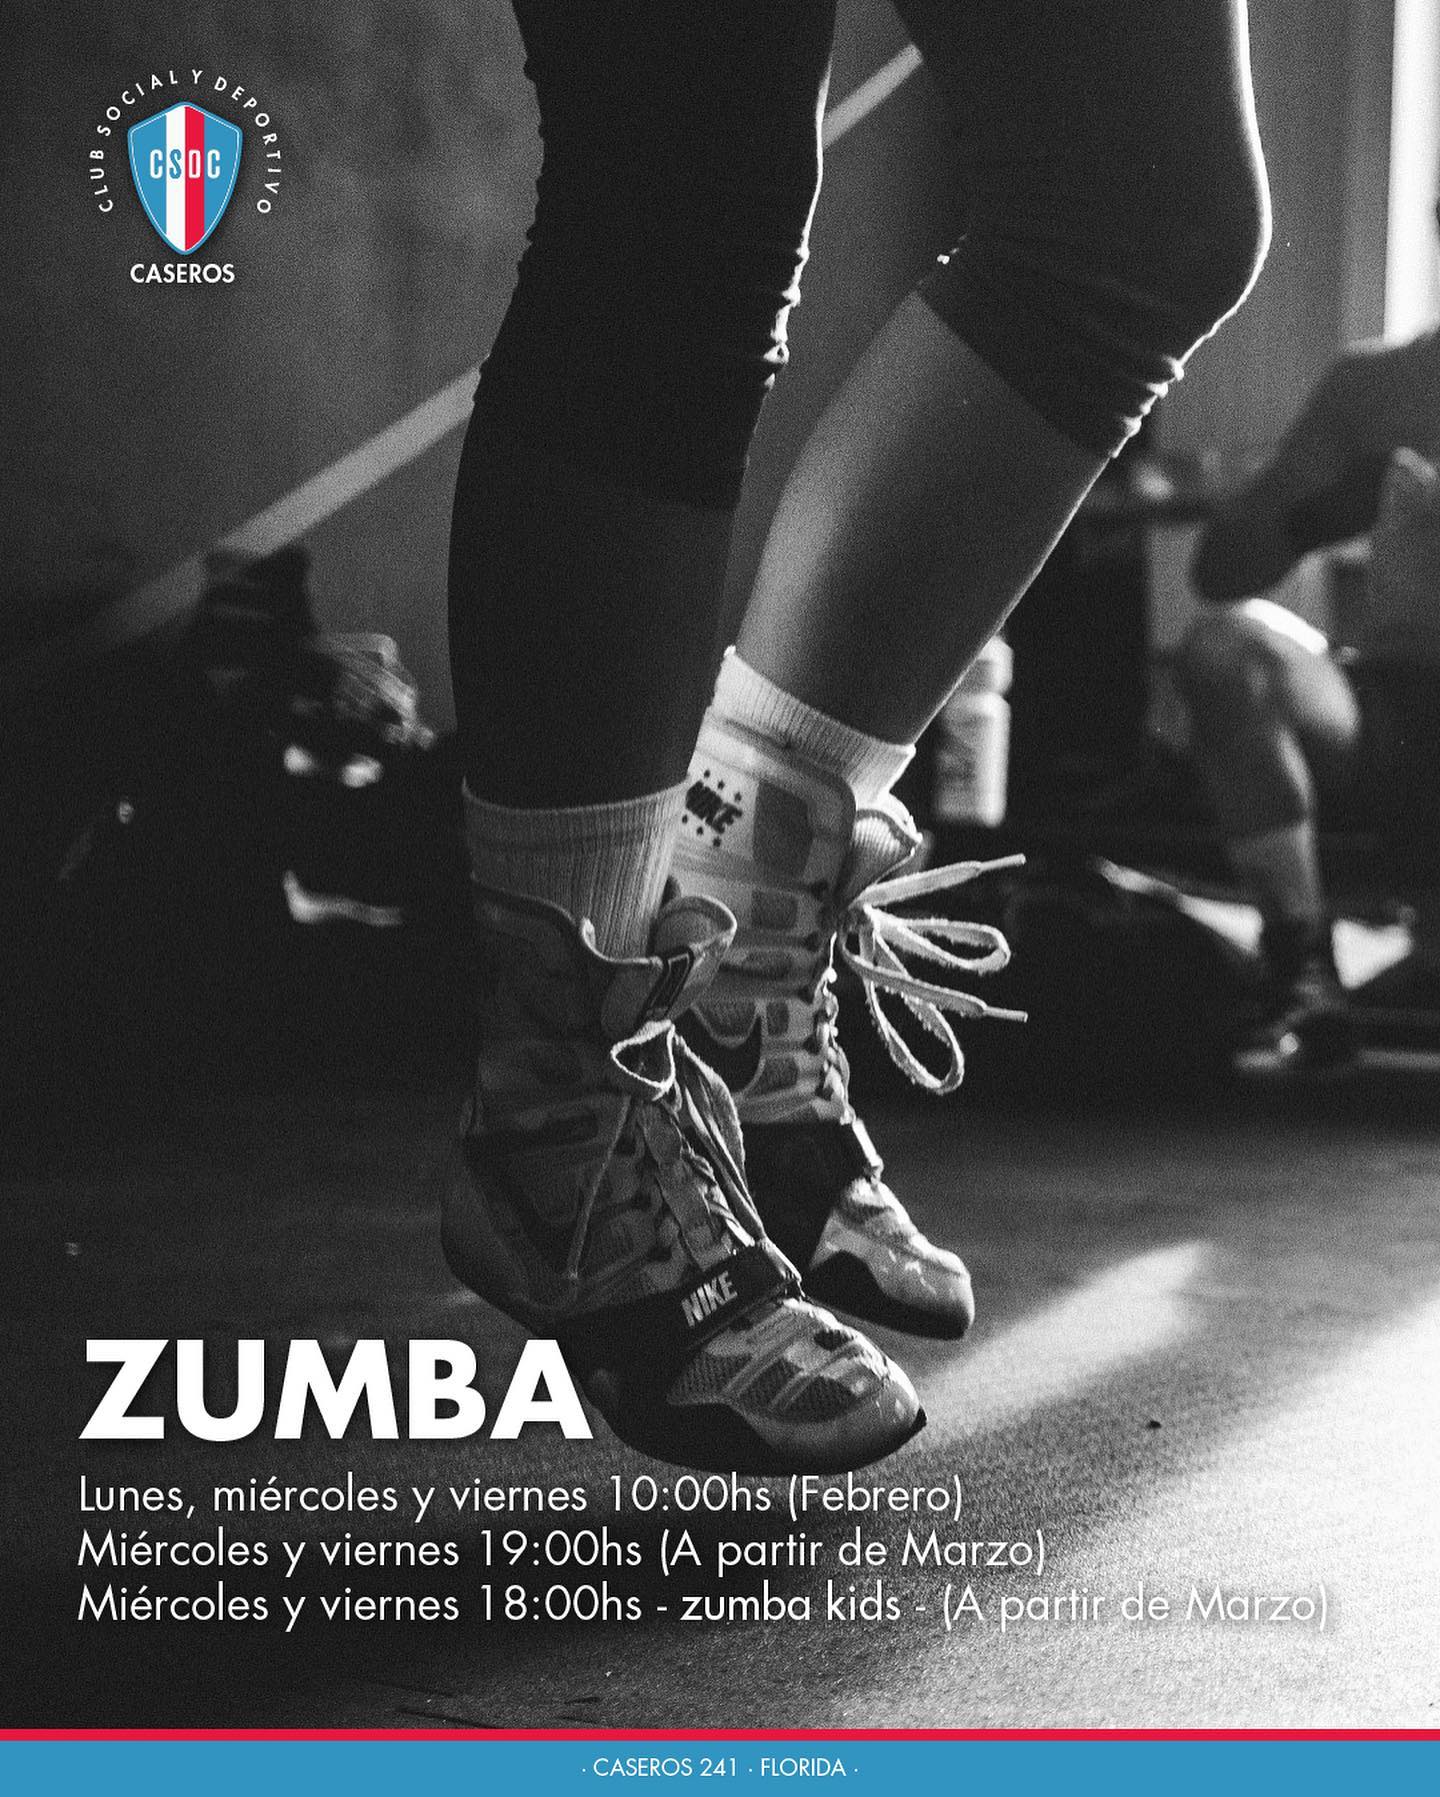 CLUB SOCIAL Y DEPORTIVO
CSDC
CASEROS
NIKE
NIKE
ZUMBA
Lunes, miércoles y viernes 10:00hs (Febrero)
Miércoles y viernes 19:00hs (A partir de Marzo)
Miércoles y viernes 18:00hs - zumba kids - (A partir de Marzo)
· CASEROS 241 · FLORIDA ·